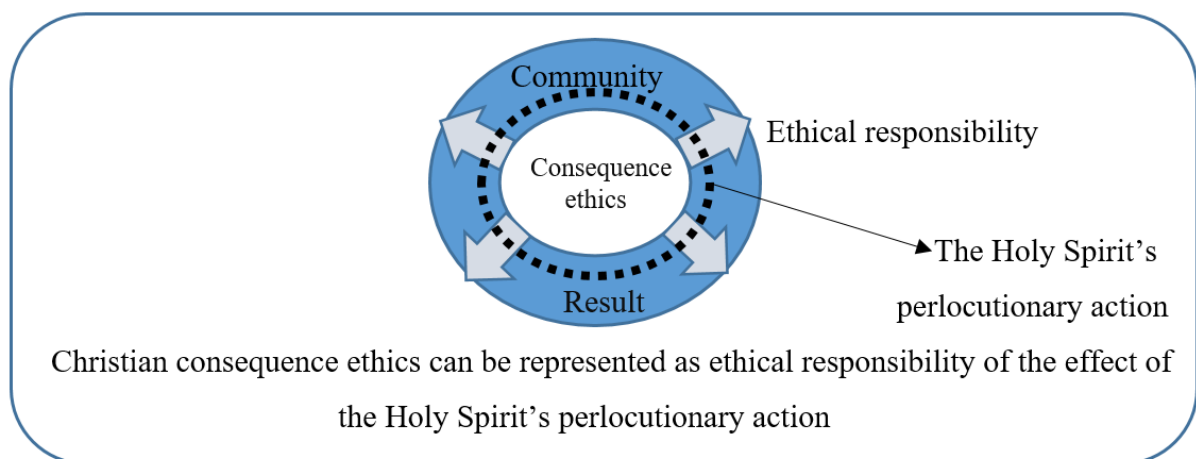 Community
Ethical responsibility
Consequence
ethics
The Holy Spirit’s
perlocutionary action
Result
Christian consequence ethics can be represented as ethical responsibility of the effect of
the Holy Spirit’s perlocutionary action